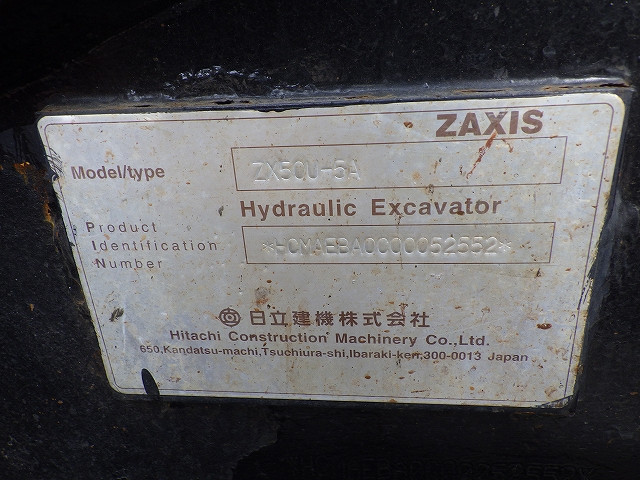 ZAXIS
Model/type ZX50U-5A
Hydraulic Excavator
Product
Identification
Number
*HCMAEBA0000052552*
日立建機株式会社
Hitachi Construction Machinery Co.,Ltd.
650,Kandatsu-machi,Tsuchiura-shi,Ibaraki-ken,300-0013 Japan